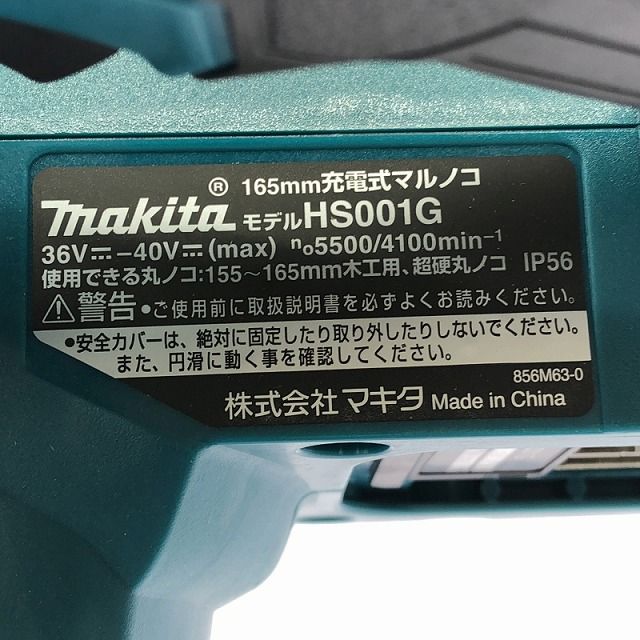 ® 165mm充電式マルノコ
makita モデルHS001G
36V⎓－40V⎓(max) n₀5500/4100min⁻¹
使用できる丸ノコ:155～165mm木工用、超硬丸ノコ IP56
⚠警告•ご使用前に取扱説明書を必ずよくお読みください。
•安全カバーは、絶対に固定したり取り外したりしないでください。
また、円滑に動く事を確認してください。
856M63-0
株式会社マキタ Made in China